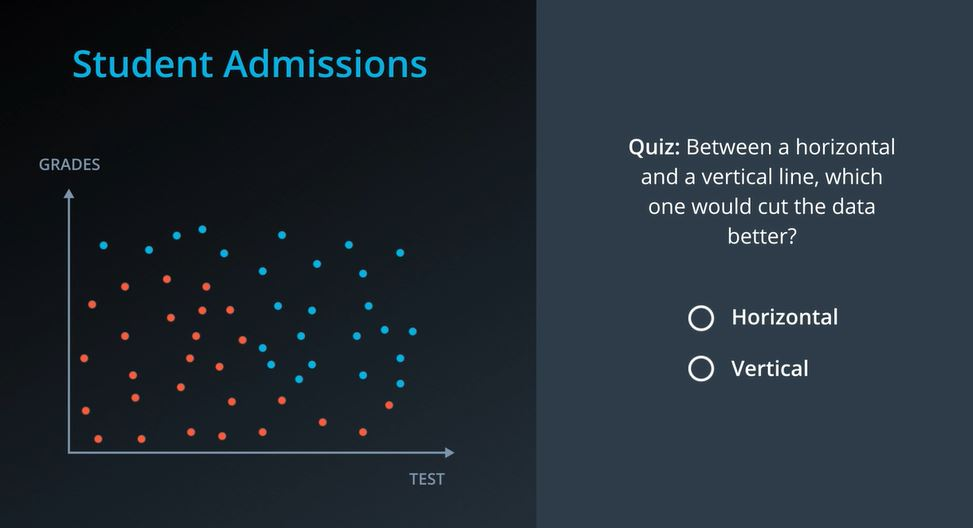 Student Admissions
GRADES
TEST
Quiz: Between a horizontal
and a vertical line, which
one would cut the data
better?
Horizontal
Vertical